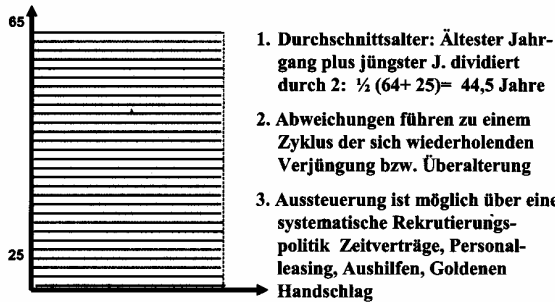 65
25
1. Durchschnittsalter: Ältester Jahr-
gang plus jüngster J. dividiert
durch 2: ½ (64+ 25)= 44,5 Jahre
2. Abweichungen führen zu einem
Zyklus der sich wiederholenden
Verjüngung bzw. Überalterung
3. Aussteuerung ist möglich über eine
systematische Rekrutierungs-
politik Zeitverträge, Personal-
leasing, Aushilfen, Goldenen
Handschlag